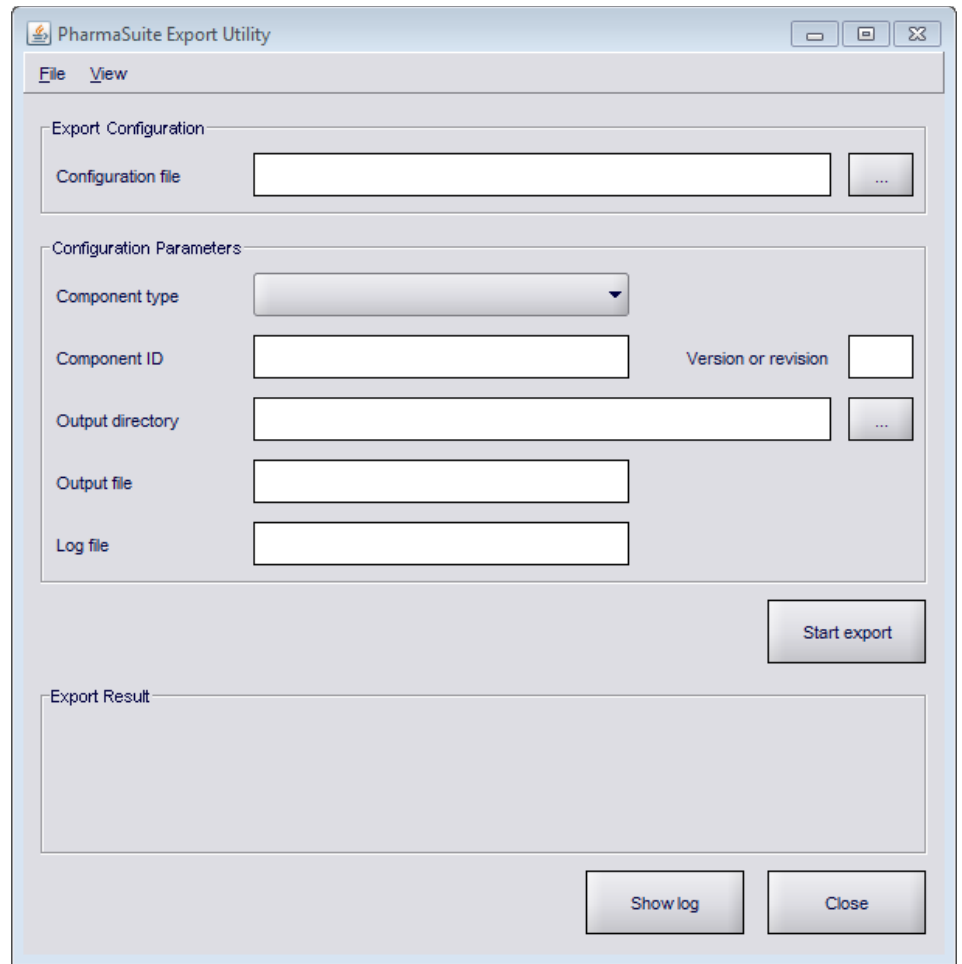 PharmaSuite Export Utility
File View
Export Configuration
Configuration file ...
Configuration Parameters
Component type
Component ID Version or revision
Output directory ...
Output file
Log file
Start export
Export Result
Show log Close